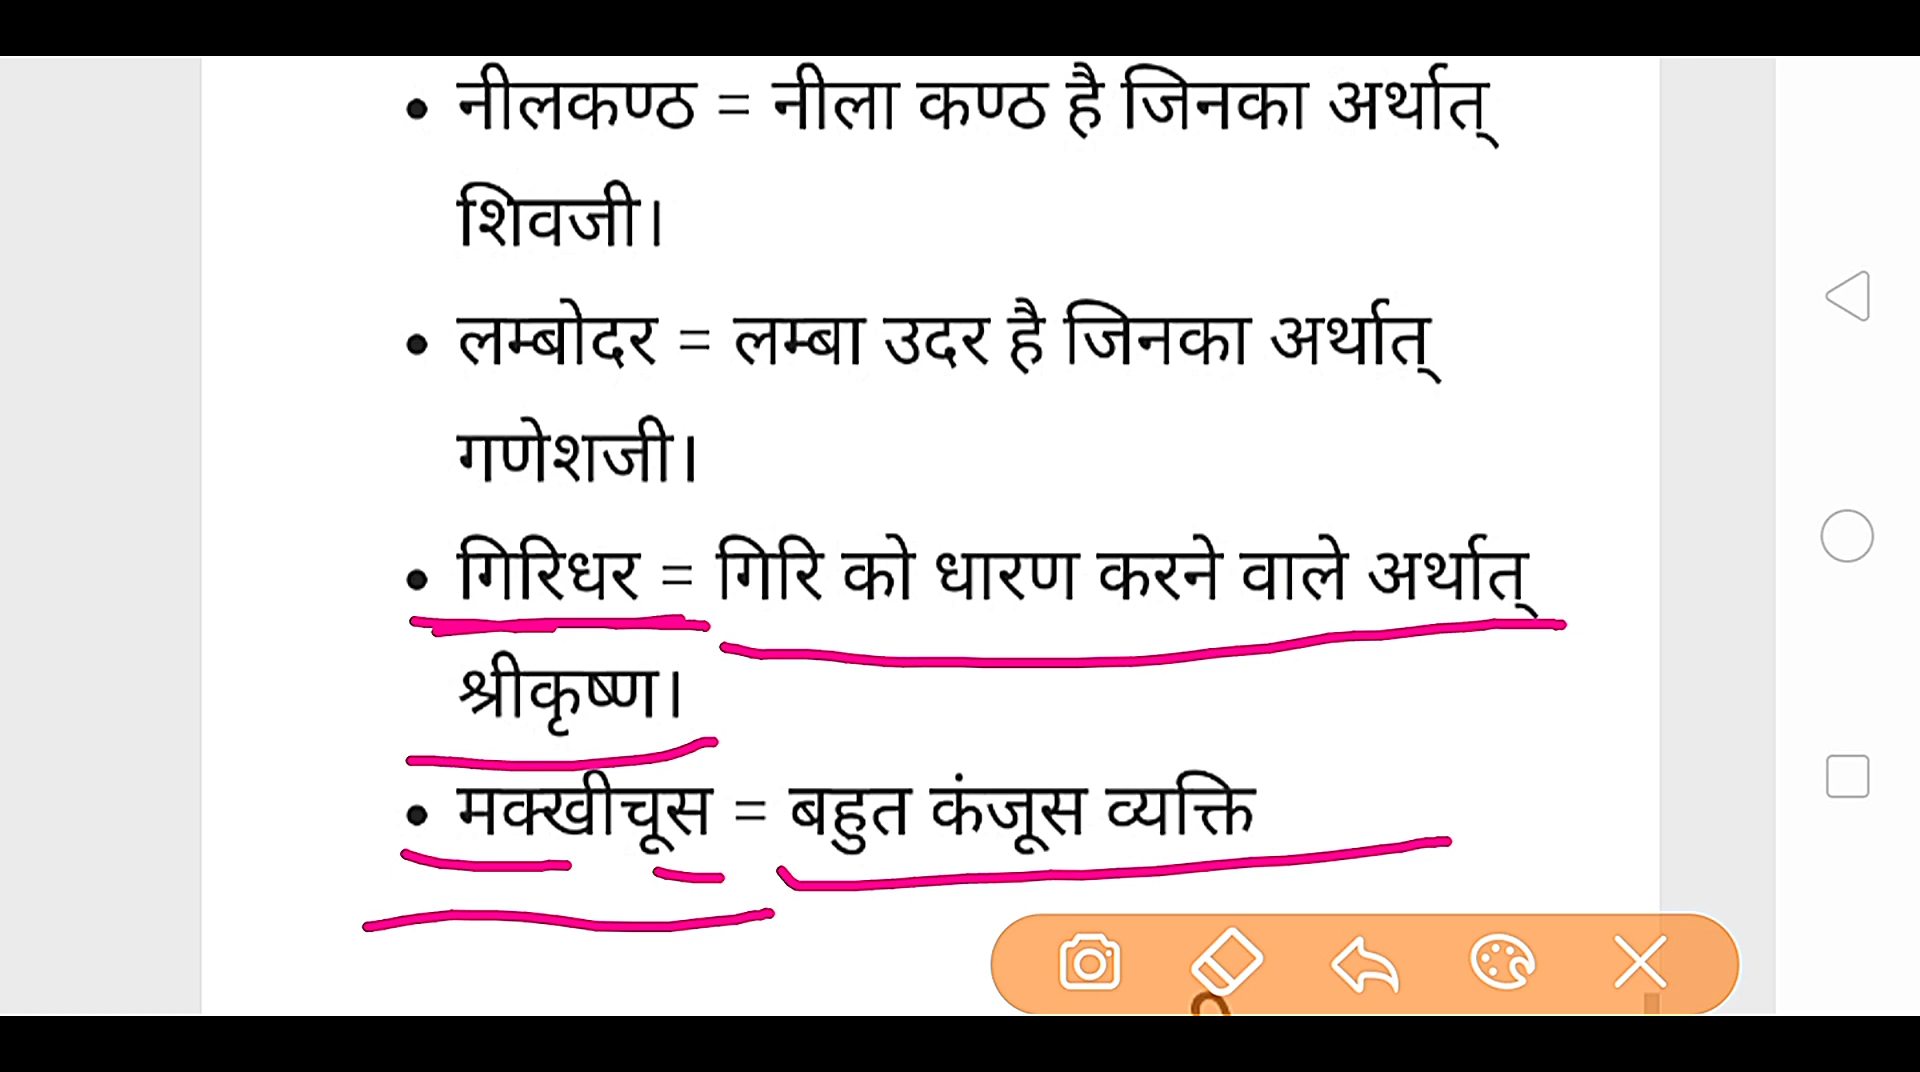 • नीलकण्ठ = नीला कण्ठ है जिनका अर्थात्
शिवजी।
• लम्बोदर = लम्बा उदर है जिनका अर्थात्
गणेशजी।
• गिरिधर = गिरि को धारण करने वाले अर्थात्
श्रीकृष्ण।
• मक्खीचूस = बहुत कंजूस व्यक्ति